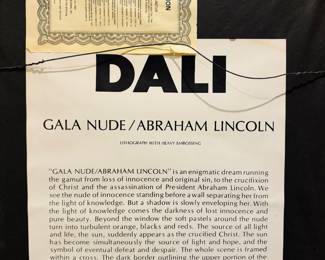 DALI
GALA NUDE/ABRAHAM LINCOLN
LITHOGRAPH WITH HEAVY EMBOSSING
"GALA NUDE/ABRAHAM LINCOLN" is an enigmatic dream running
the gamut from loss of innocence and original sin, to the crucifixion
of Christ and the assassination of President Abraham Lincoln. We
see the nude of innocence standing before a wall separating her from
the light of knowledge. But a shadow is slowly enveloping her. With
the light of knowledge comes the darkness of lost innocence and
pure beauty. Beyond the window the soft pastels around the nude
turn into turbulent orange, blacks and reds. The source of all light
and life, the sun, suddenly appears as the crucified Christ. The sun
has become simultaneously the source of light and hope, and the
symbol of eventual defeat and despair. The whole scene is framed
within a cross. The dark border outlining the upper portion of the